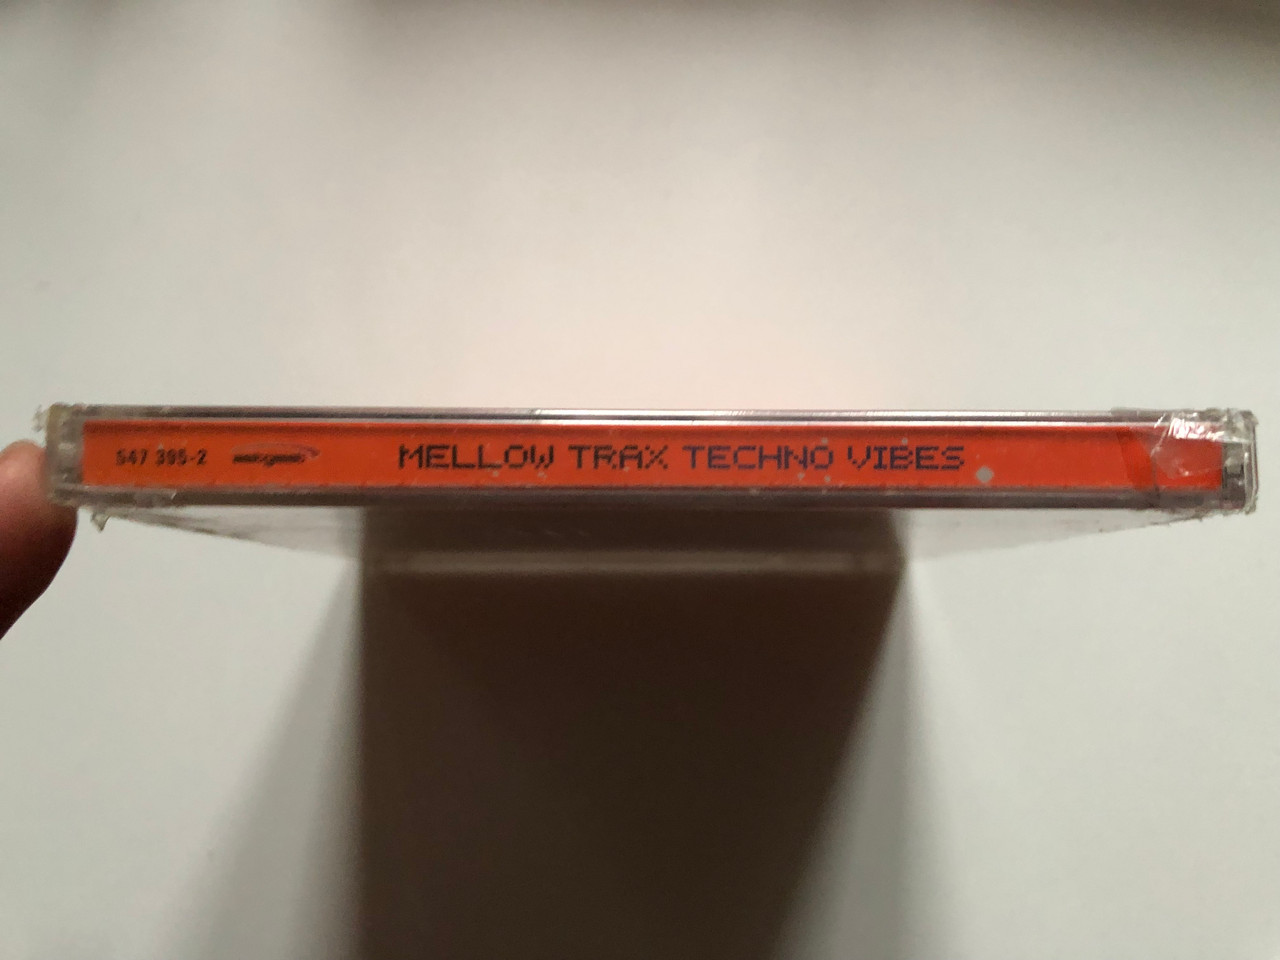 547 395-2 MELLOW TRAX TECHNO VIBES